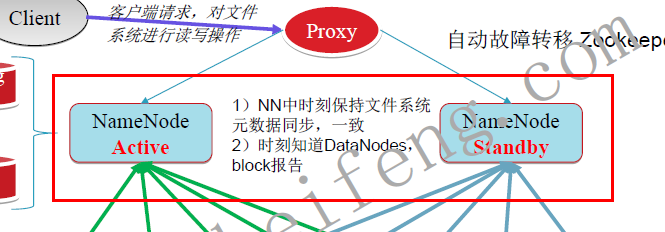 Client
客户端请求，对文件
系统进行读写操作
Proxy
自动故障转移 Zookeep
NameNode
Active
1）NN中时刻保持文件系统
元数据同步，一致
2）时刻知道DataNodes，
block报告
NameNode
Standby
eifeng.com